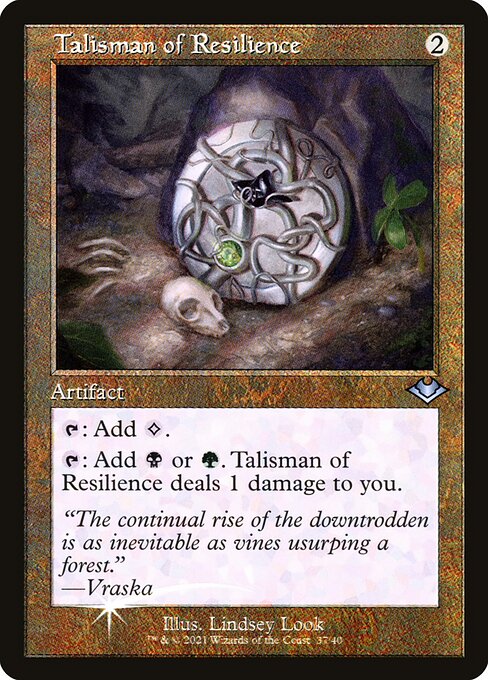 Talisman of Resilience 2
Artifact
: Add .
: Add or . Talisman of
Resilience deals 1 damage to you.
“The continual rise of the downtrodden
is as inevitable as vines usurping a
forest.”
—Vraska
Illus. Lindsey Look
™ & © 2021 Wizards of the Coast 37/40